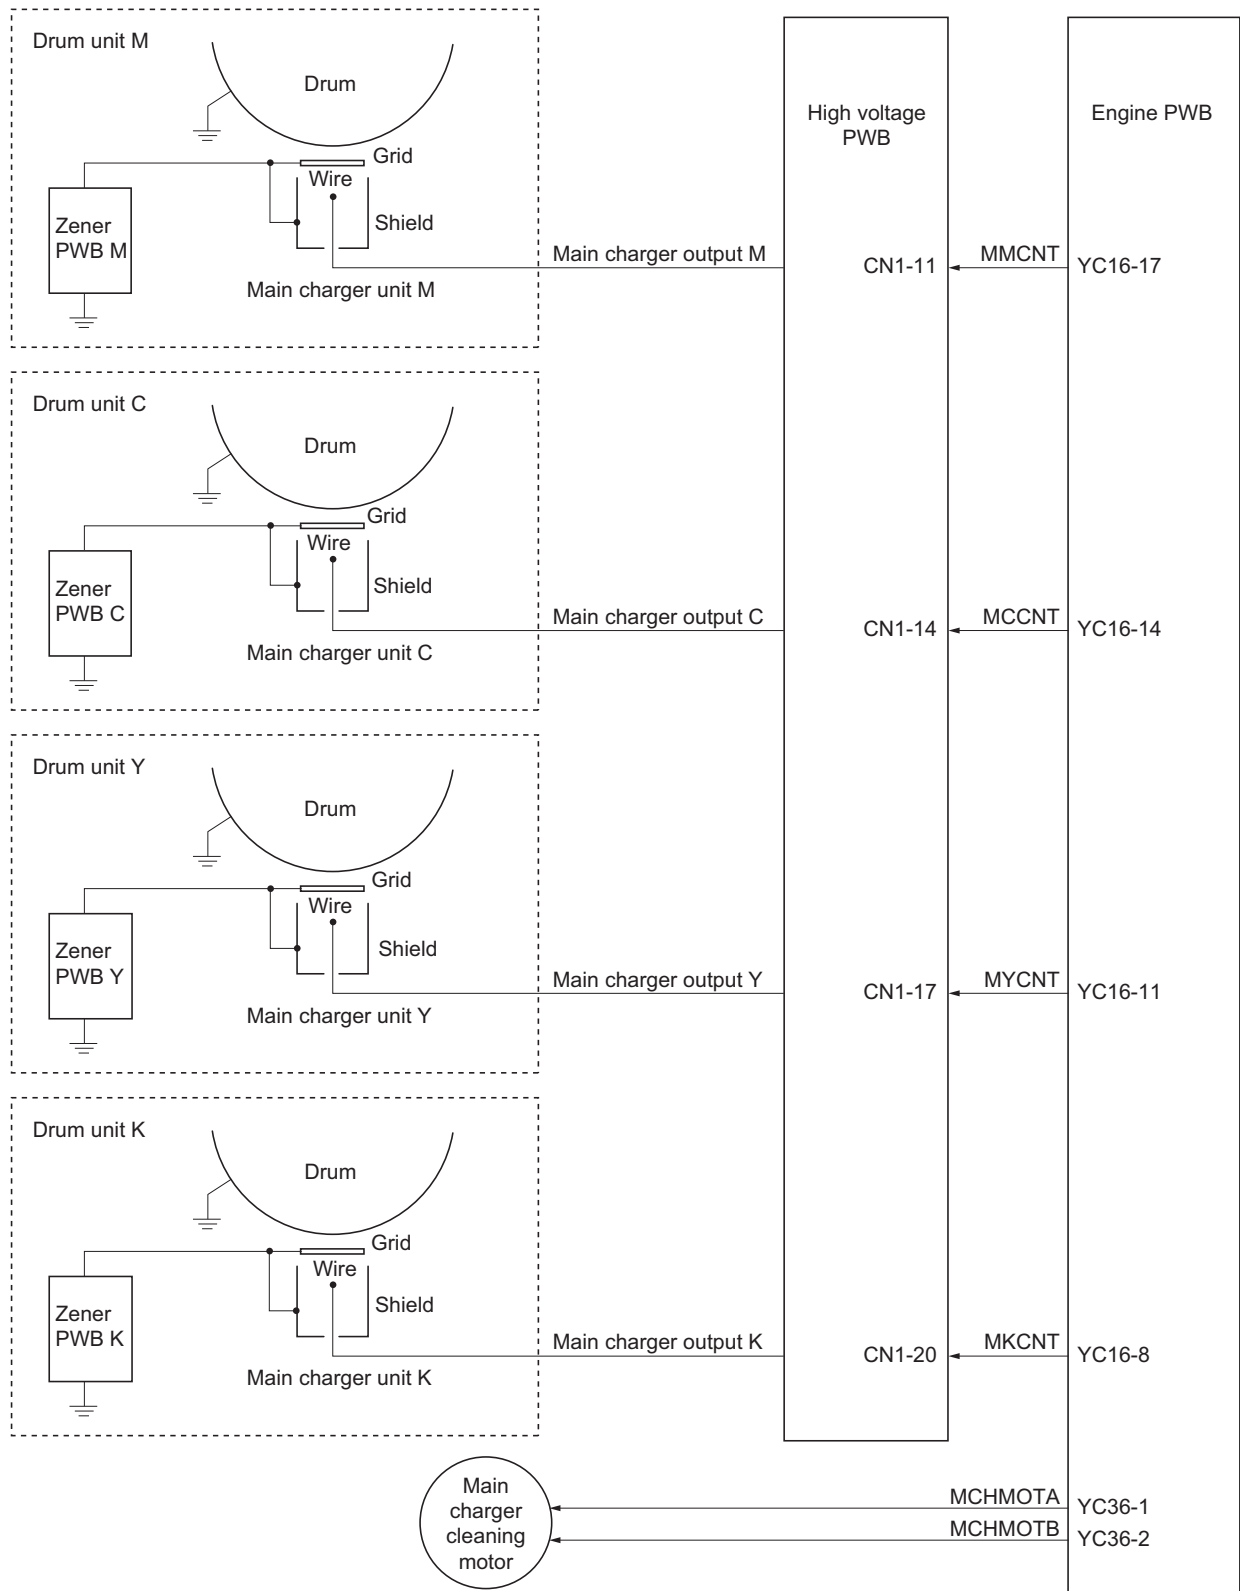 Drum unit M
Drum
High voltage
PWB
Engine PWB
Grid
Wire
Shield
Zener
PWB M
Main charger output M
CN1-11
MMCNT
YC16-17
Main charger unit M
Drum unit C
Drum
Grid
Wire
Shield
Zener
PWB C
Main charger output C
CN1-14
MCCNT
YC16-14
Main charger unit C
Drum unit Y
Drum
Grid
Wire
Shield
Zener
PWB Y
Main charger output Y
CN1-17
MYCNT
YC16-11
Main charger unit Y
Drum unit K
Drum
Grid
Wire
Shield
Zener
PWB K
Main charger output K
CN1-20
MKCNT
YC16-8
Main charger unit K
Main
charger
cleaning
motor
MCHMOTA
YC36-1
MCHMOTB
YC36-2